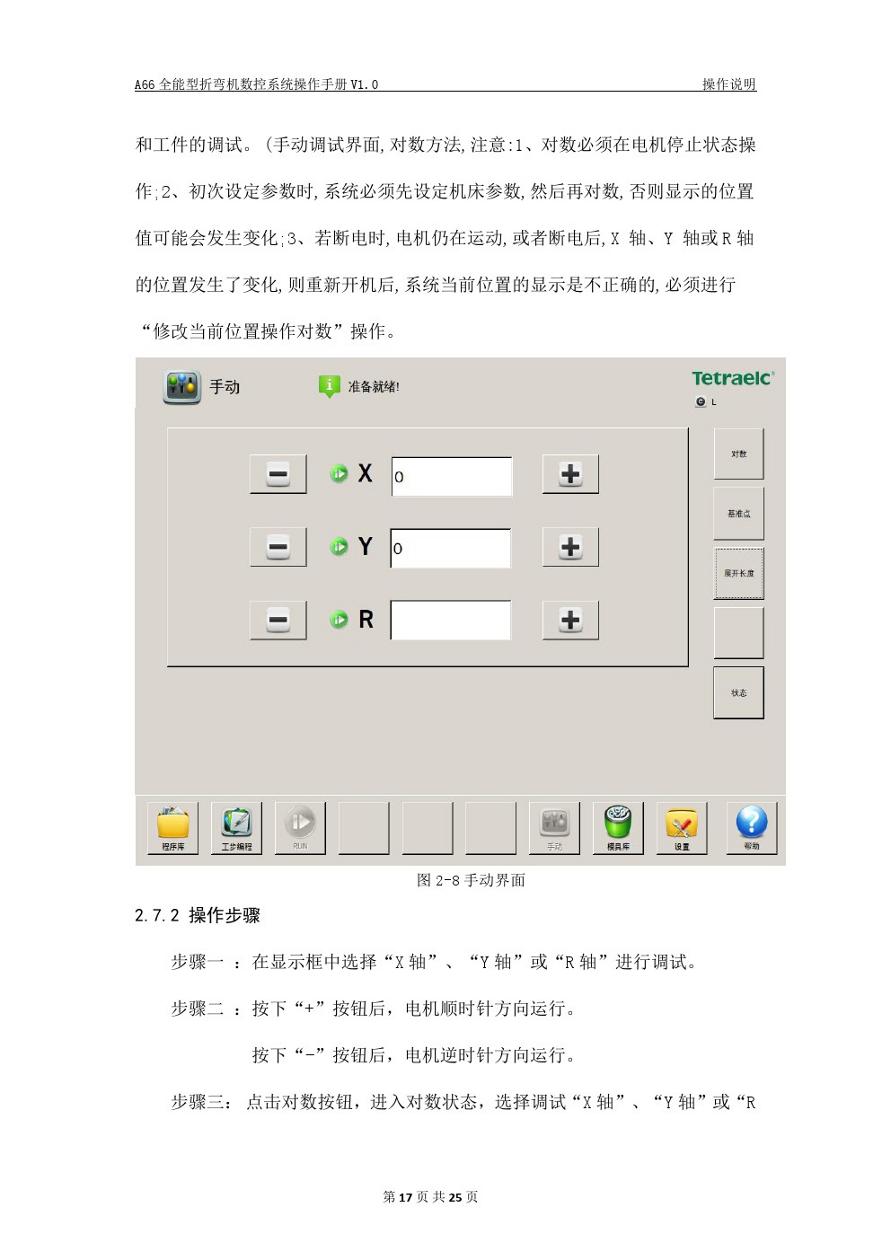 A66 全能型折弯机数控系统操作手册 V1.0 操作说明
和工件的调试。(手动调试界面,对数方法,注意:1、对数必须在电机停止状态操
作;2、初次设定参数时,系统必须先设定机床参数,然后再对数,否则显示的位置
值可能会发生变化;3、若断电时,电机仍在运动,或者断电后,X 轴、Y 轴或 R 轴
的位置发生了变化,则重新开机后,系统当前位置的显示是不正确的,必须进行
“修改当前位置操作对数”操作。
手动 准备就绪! Tetraelc®
L
对数
X 0
基准点
Y 0
展开长度
R
状态
程序库 工步编程 RUN 手动 模具库 设置 帮助
图 2-8 手动界面
2.7.2 操作步骤
步骤一 ：在显示框中选择“X 轴”、“Y 轴”或“R 轴”进行调试。
步骤二 ：按下“+”按钮后，电机顺时针方向运行。
按下“-”按钮后，电机逆时针方向运行。
步骤三： 点击对数按钮，进入对数状态，选择调试“X 轴”、“Y 轴”或“R
第 17 页 共 25 页